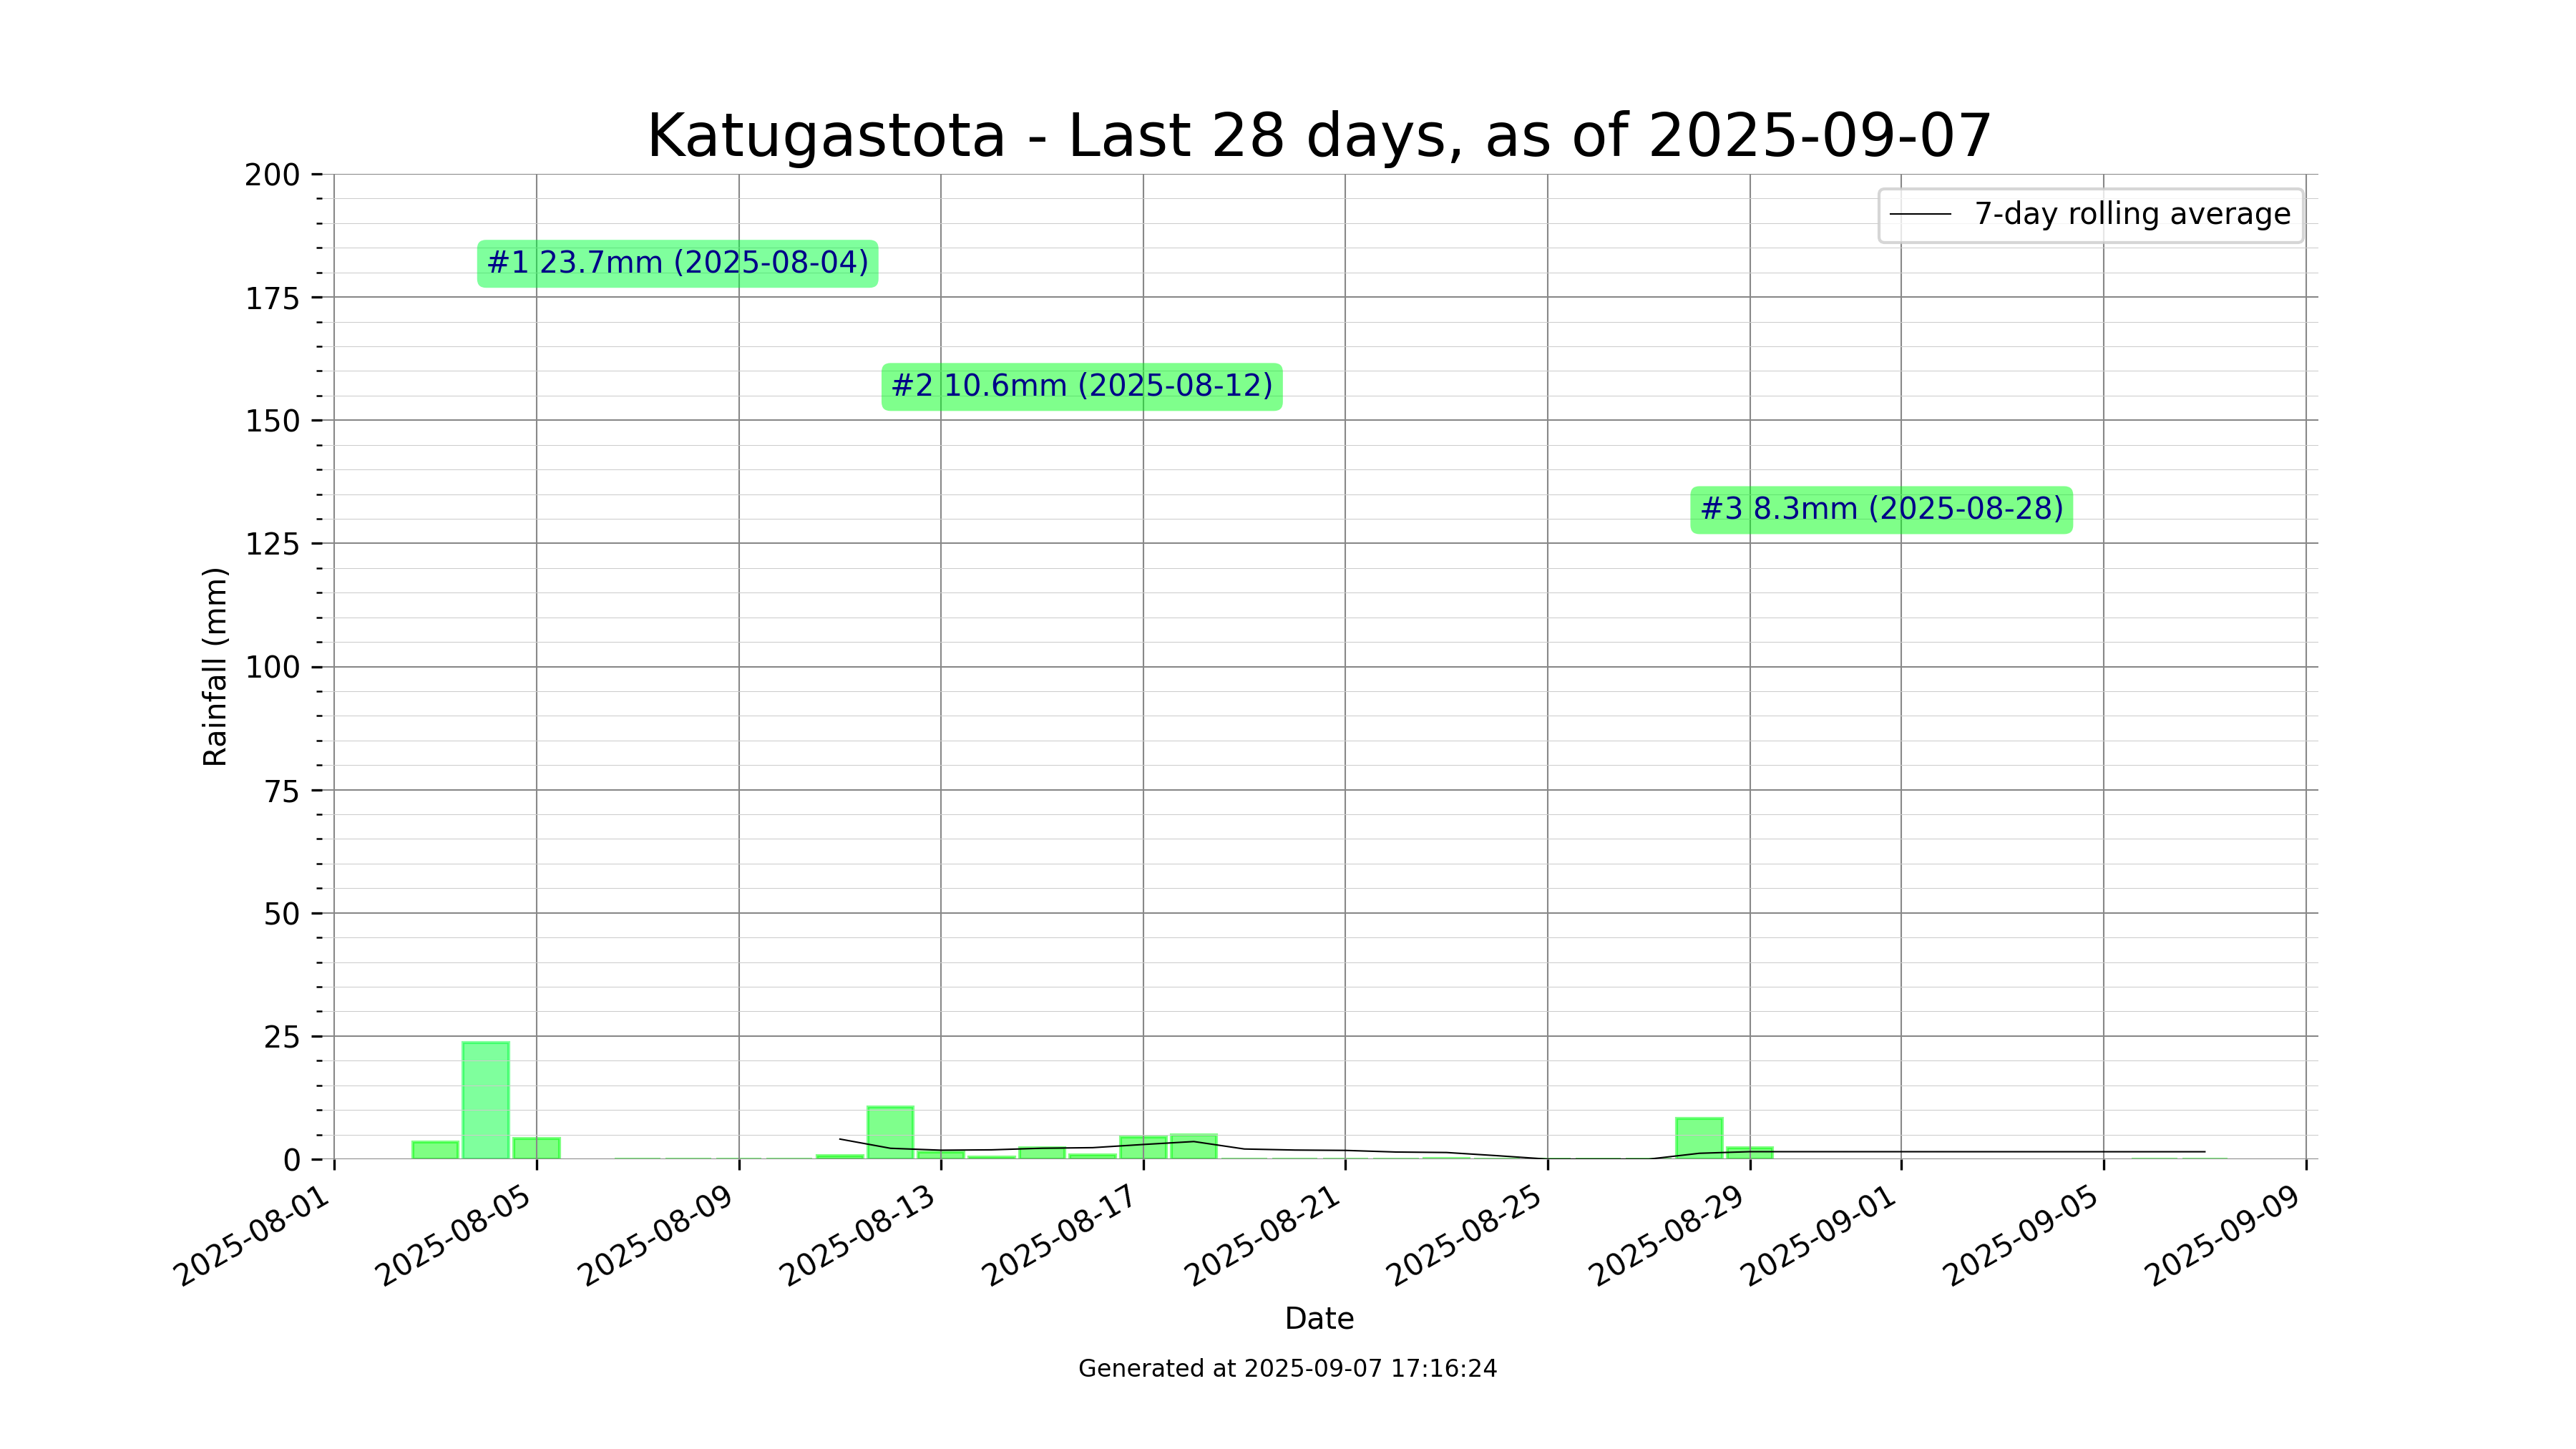 Katugastota - Last 28 days, as of 2025-09-07
200
175
150
125
100
75
50
25
0
Rainfall (mm)
7-day rolling average
#1 23.7mm (2025-08-04)
#2 10.6mm (2025-08-12)
#3 8.3mm (2025-08-28)
2025-08-01
2025-08-05
2025-08-09
2025-08-13
2025-08-17
2025-08-21
2025-08-25
2025-08-29
2025-09-01
2025-09-05
2025-09-09
Date
Generated at 2025-09-07 17:16:24